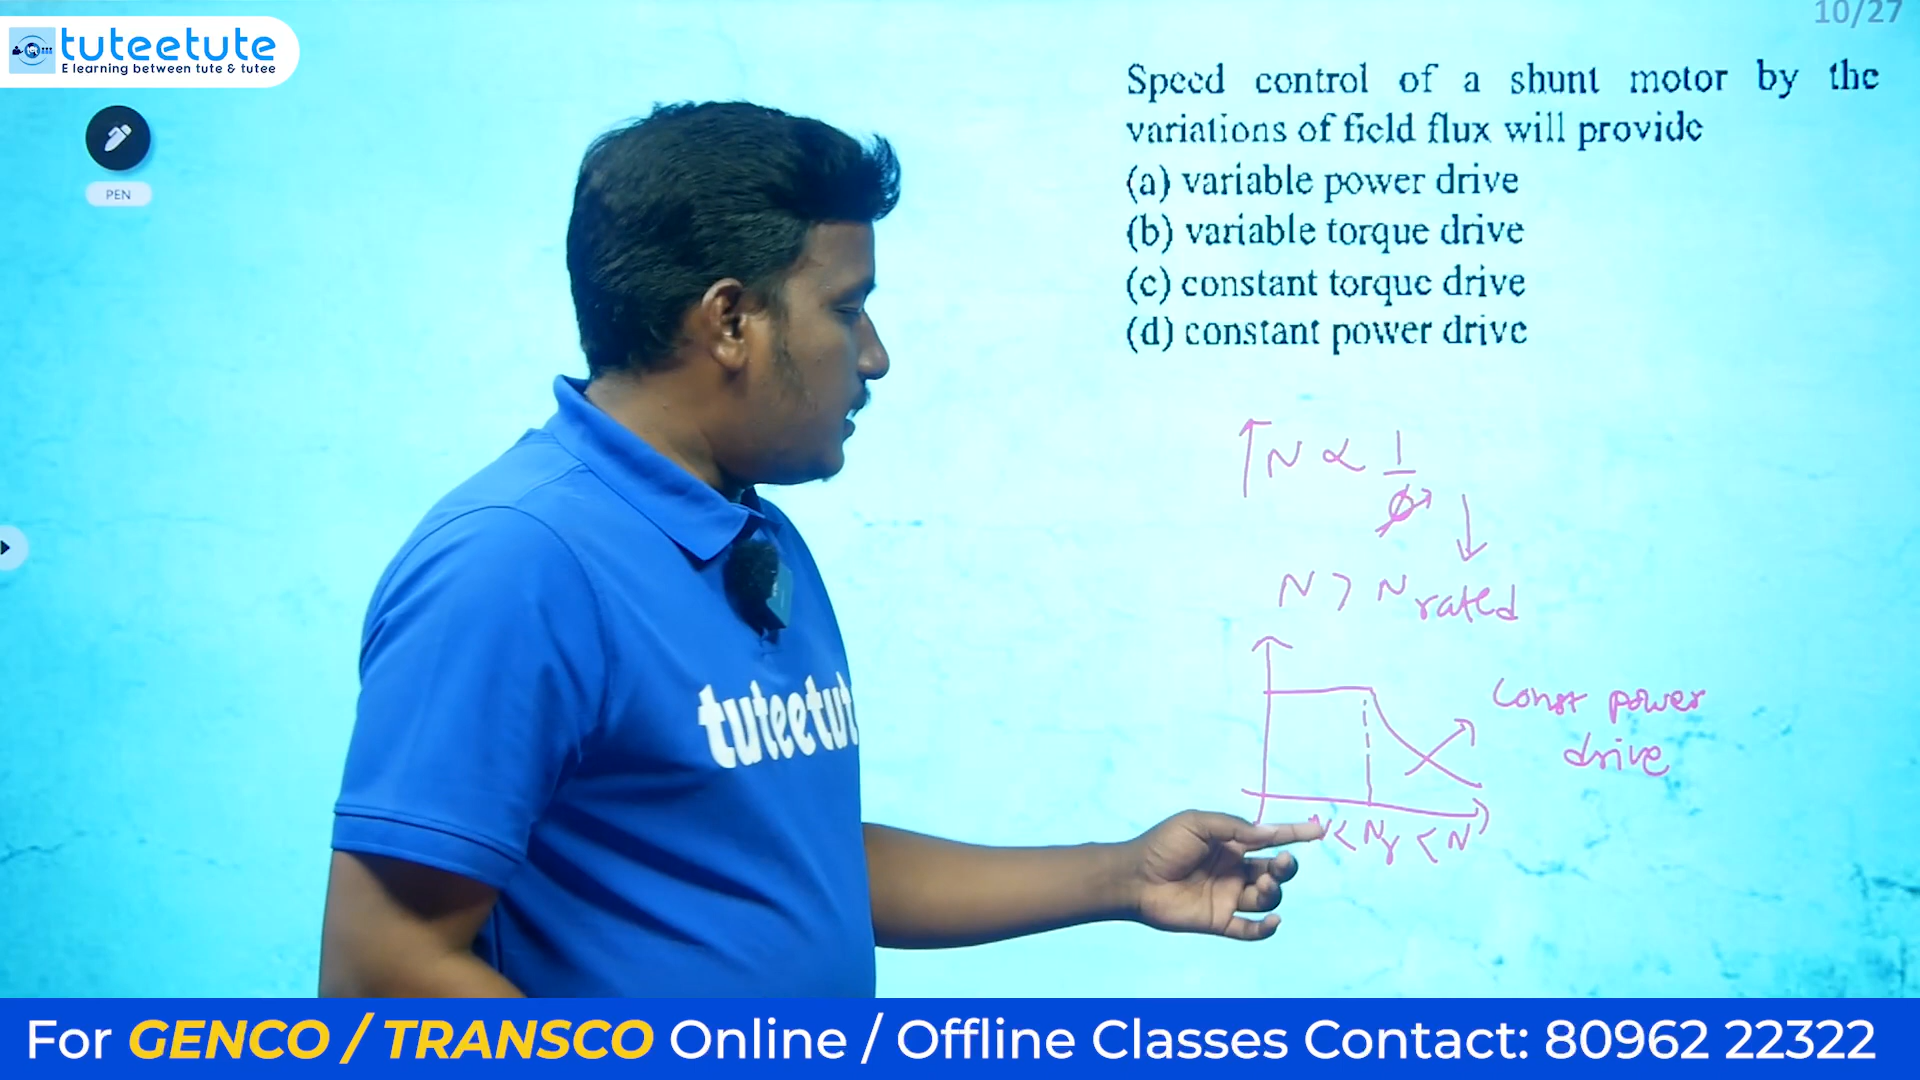 10/27
tuteetute
E learning between tute & tutee
PEN
Speed control of a shunt motor by the
variations of field flux will provide
(a) variable power drive
(b) variable torque drive
(c) constant torque drive
(d) constant power drive
↑N ∝ 1/φ ↓
N > N rated
const power
drive
N < Nr < N
tuteetut
For GENCO / TRANSCO Online / Offline Classes Contact: 80962 22322